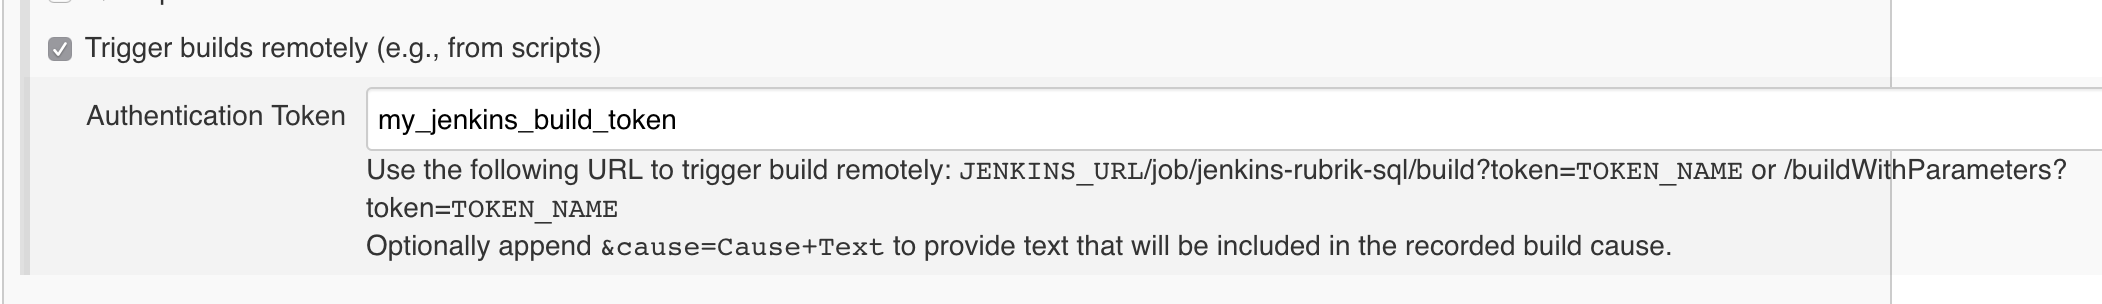 Trigger builds remotely (e.g., from scripts)
Authentication Token my_jenkins_build_token
Use the following URL to trigger build remotely: JENKINS_URL/job/jenkins-rubrik-sql/build?token=TOKEN_NAME or /buildWithParameters?
token=TOKEN_NAME
Optionally append &cause=Cause+Text to provide text that will be included in the recorded build cause.